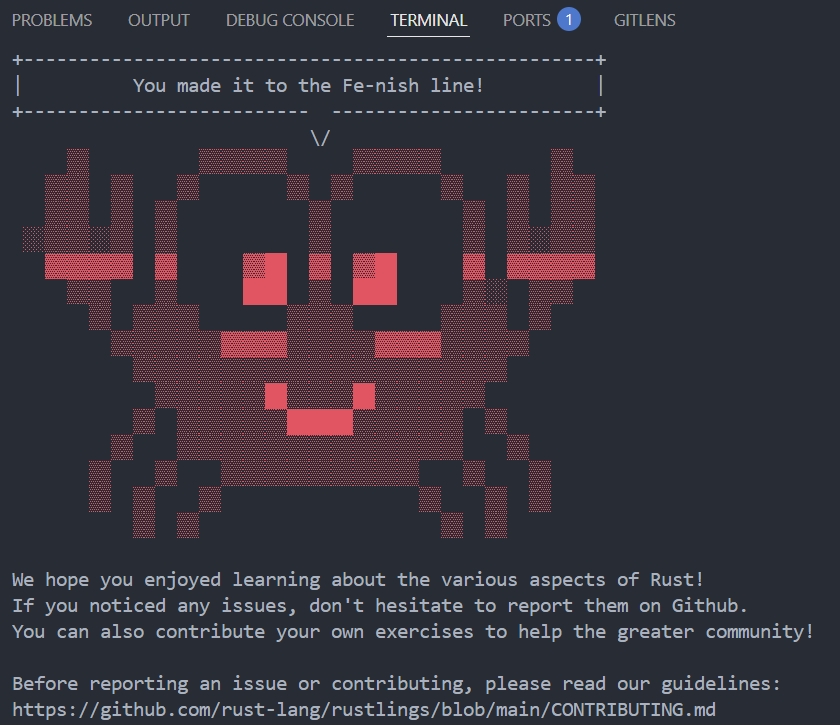 PROBLEMS OUTPUT DEBUG CONSOLE TERMINAL PORTS 1 GITLENS
+----------------------------------------------------+
|          You made it to the Fe-nish line!          |
+--------------------------  ------------------------+
\/
We hope you enjoyed learning about the various aspects of Rust!
If you noticed any issues, don't hesitate to report them on Github.
You can also contribute your own exercises to help the greater community!
Before reporting an issue or contributing, please read our guidelines:
https://github.com/rust-lang/rustlings/blob/main/CONTRIBUTING.md